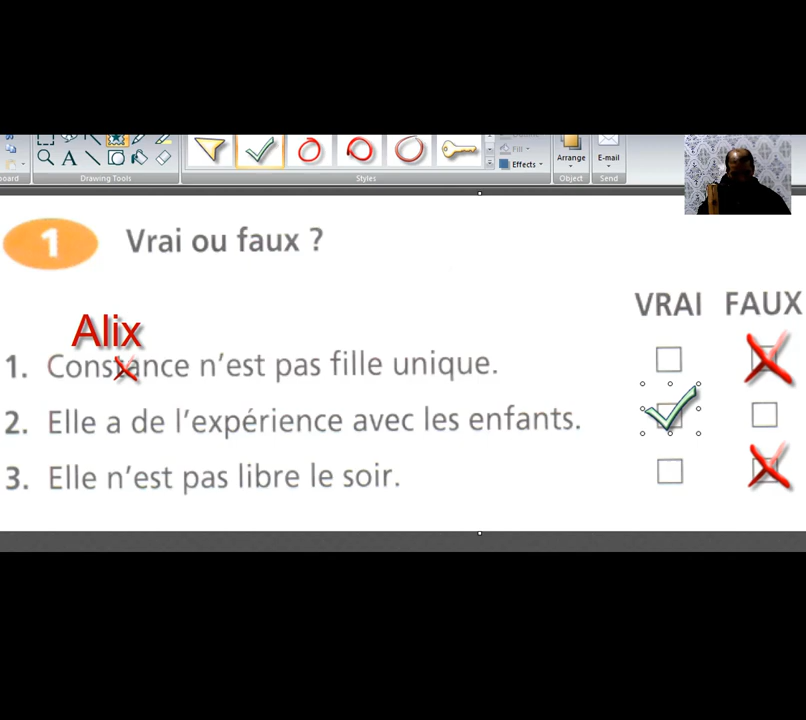 Fill
Effects
Arrange
E-mail
Drawing Tools
Styles
Object
Send
1 Vrai ou faux ?
VRAI FAUX
Alix
1. Constance n'est pas fille unique.
2. Elle a de l'expérience avec les enfants.
3. Elle n'est pas libre le soir.